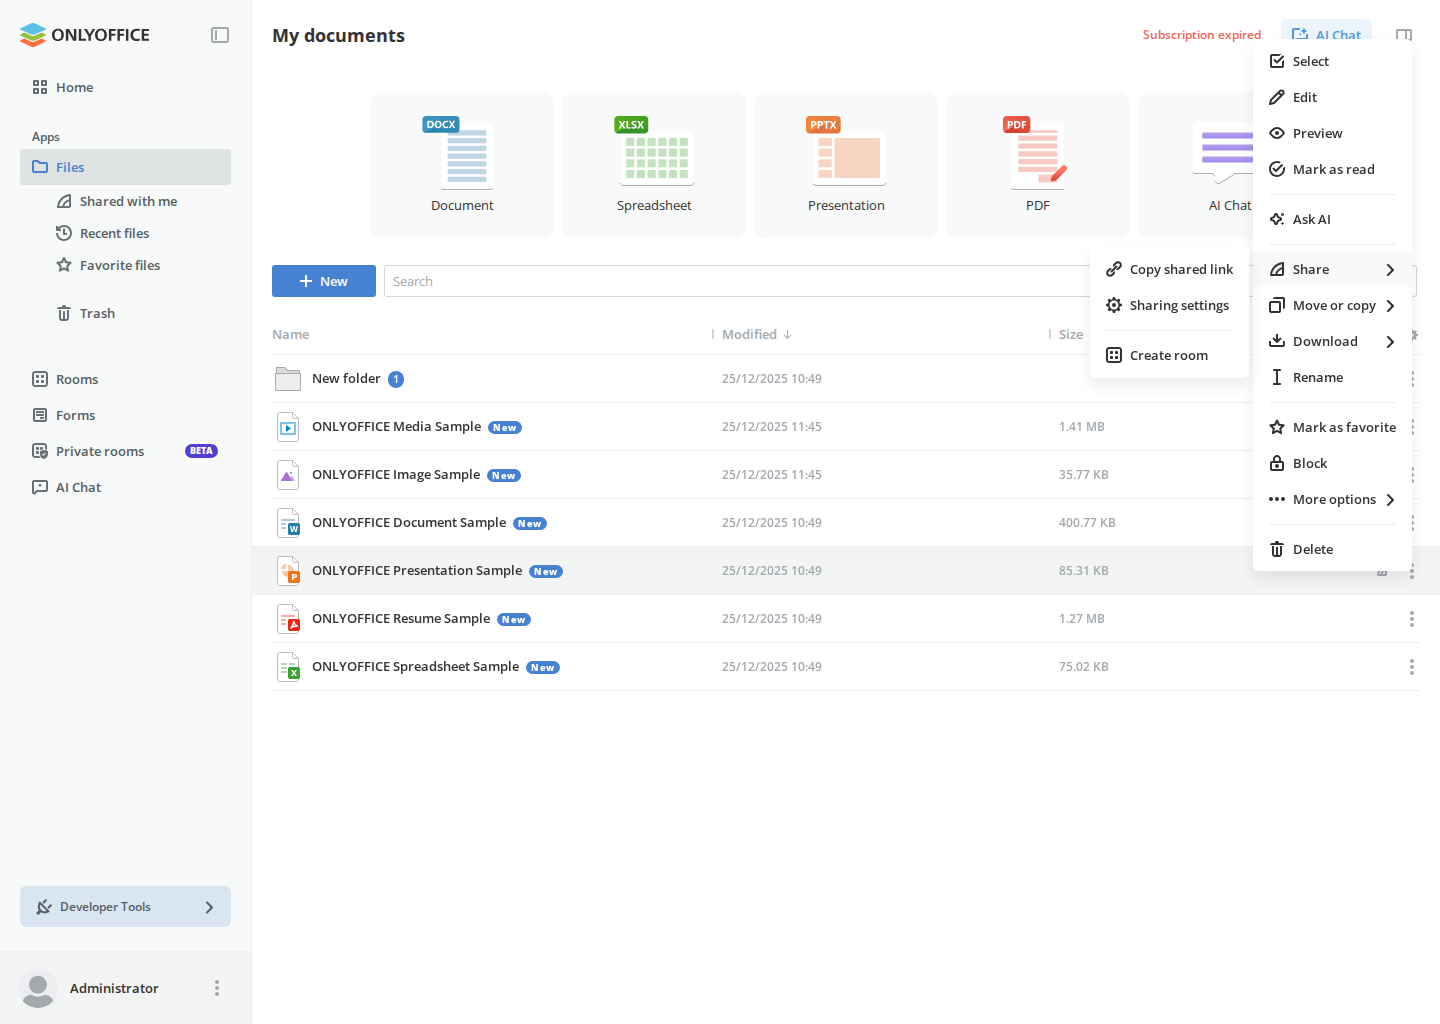 ONLYOFFICE
My documents
Subscription expired
AI Chat
Home
Apps
Files
Shared with me
Recent files
Favorite files
Trash
Rooms
Forms
Private rooms
BETA
AI Chat
Developer Tools
Administrator
DOCX
Document
XLSX
Spreadsheet
PPTX
Presentation
PDF
PDF
AI Chat
New
Search
Name
Modified
Size
New folder
1
25/12/2025 10:49
ONLYOFFICE Media Sample
New
25/12/2025 11:45
1.41 MB
ONLYOFFICE Image Sample
New
25/12/2025 11:45
35.77 KB
W
ONLYOFFICE Document Sample
New
25/12/2025 10:49
400.77 KB
P
ONLYOFFICE Presentation Sample
New
25/12/2025 10:49
85.31 KB
ONLYOFFICE Resume Sample
New
25/12/2025 10:49
1.27 MB
X
ONLYOFFICE Spreadsheet Sample
New
25/12/2025 10:49
75.02 KB
Copy shared link
Sharing settings
Create room
Select
Edit
Preview
Mark as read
Ask AI
Share
Move or copy
Download
Rename
Mark as favorite
Block
More options
Delete